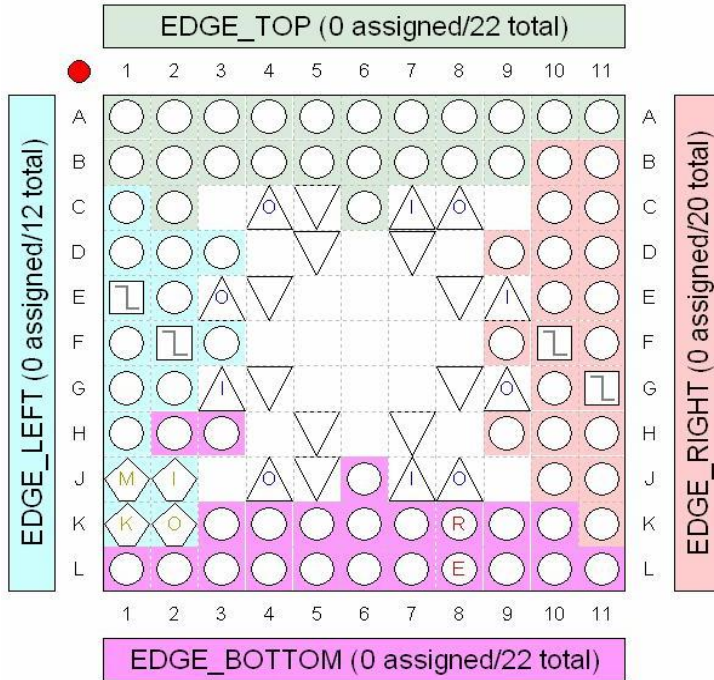 EDGE_TOP (0 assigned/22 total)
1 2 3 4 5 6 7 8 9 10 11
A A
B B
C O I O C
D D
E O I E
F F
G I O G
H H
J M I O I O J
K K O R K
L E L
1 2 3 4 5 6 7 8 9 10 11
EDGE_LEFT (0 assigned/12 total)
EDGE_RIGHT (0 assigned/20 total)
EDGE_BOTTOM (0 assigned/22 total)